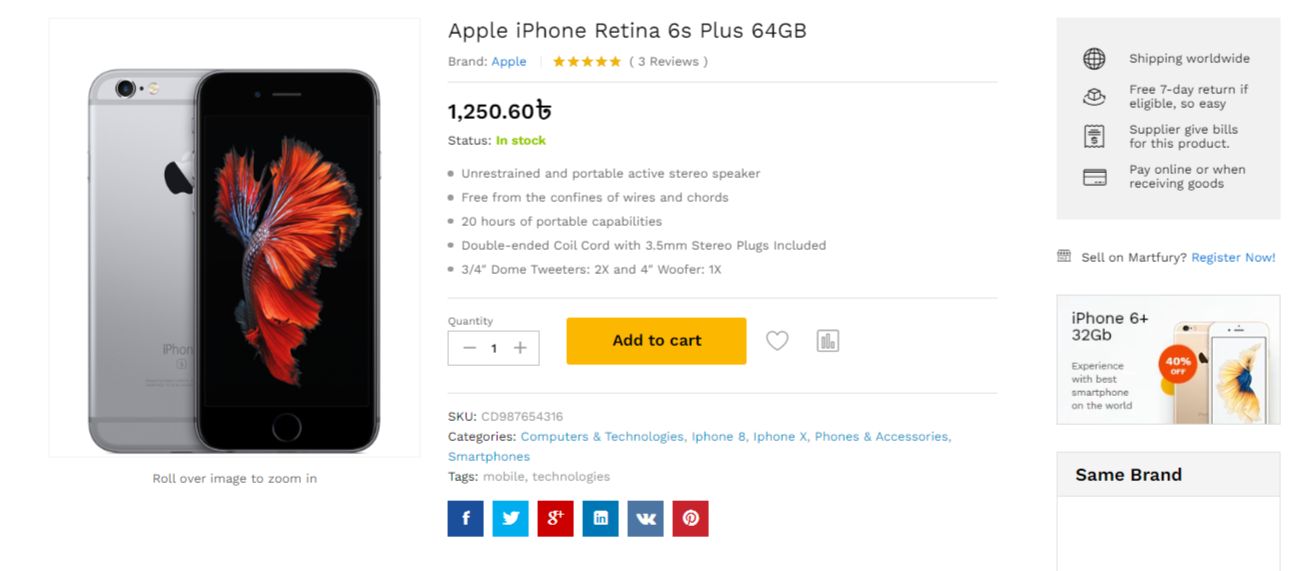 Apple iPhone Retina 6s Plus 64GB
Brand: Apple
( 3 Reviews )
1,250.60৳
Status: In stock
Unrestrained and portable active stereo speaker
Free from the confines of wires and chords
20 hours of portable capabilities
Double-ended Coil Cord with 3.5mm Stereo Plugs Included
3/4" Dome Tweeters: 2X and 4" Woofer: 1X
Quantity
1
Add to cart
SKU: CD987654316
Categories: Computers & Technologies, Iphone 8, Iphone X, Phones & Accessories,
Smartphones
Tags: mobile, technologies
iPhon
S
Roll over image to zoom in
Shipping worldwide
Free 7-day return if
eligible, so easy
Supplier give bills
for this product.
Pay online or when
receiving goods
Sell on Martfury? Register Now!
iPhone 6+
32Gb
Experience
with best
smartphone
on the world
40%
OFF
Same Brand